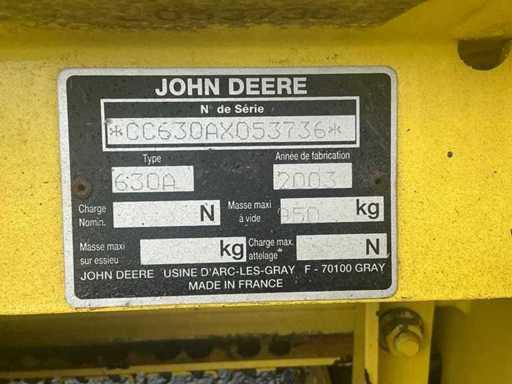 JOHN DEERE
N° de Série
*CC630AX053736*
Type Année de fabrication
630A 2003
Charge Nomin. N Masse maxi à vide 950 kg
Masse maxi sur essieu kg Charge max. attelage N
JOHN DEERE USINE D'ARC-LES-GRAY F - 70100 GRAY
MADE IN FRANCE